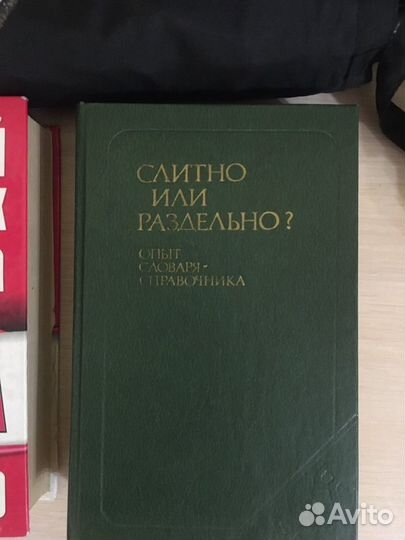 СЛИТНО
ИЛИ
РАЗДЕЛЬНО?
ОПЫТ
СЛОВАРЯ-
СПРАВОЧНИКА
Avito